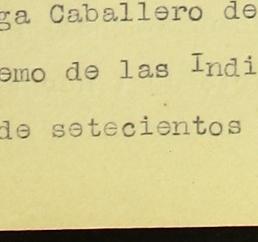 ga Caballero de
emo de las Indi
de setecientos